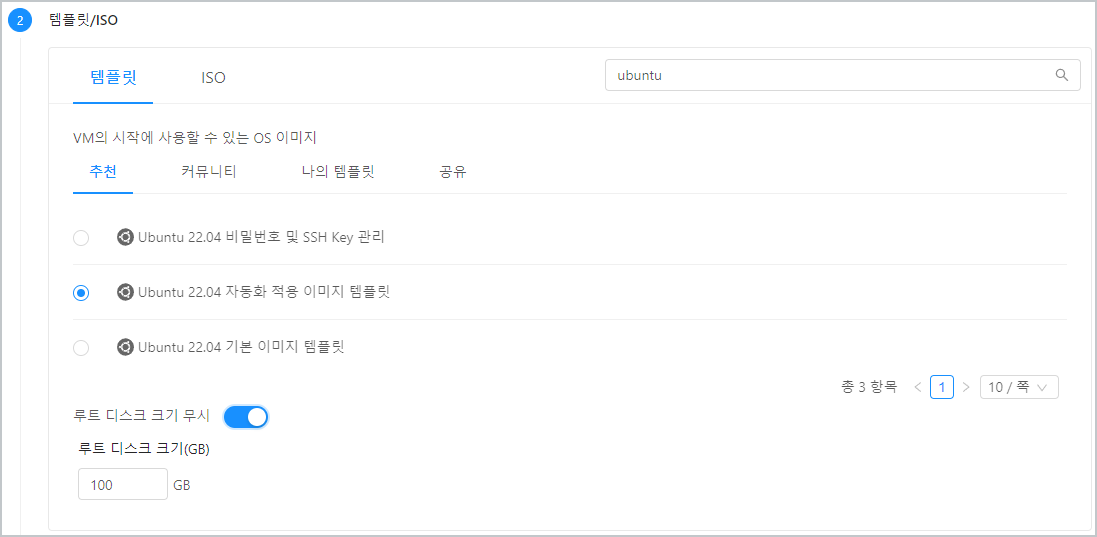 2 템플릿/ISO
템플릿 ISO ubuntu
VM의 시작에 사용할 수 있는 OS 이미지
추천 커뮤니티 나의 템플릿 공유
Ubuntu 22.04 비밀번호 및 SSH Key 관리
Ubuntu 22.04 자동화 적용 이미지 템플릿
Ubuntu 22.04 기본 이미지 템플릿
총 3 항목 < 1 > 10 / 쪽
루트 디스크 크기 무시
루트 디스크 크기(GB)
100 GB